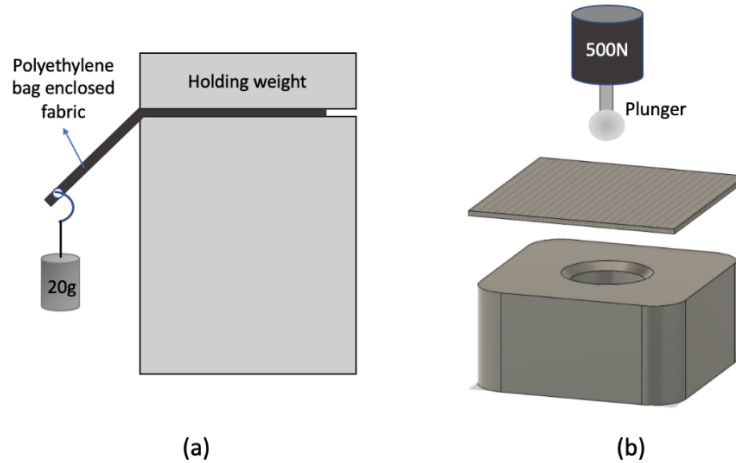 Polyethylene
bag enclosed
fabric
Holding weight
20g
500N
Plunger
(a)
(b)